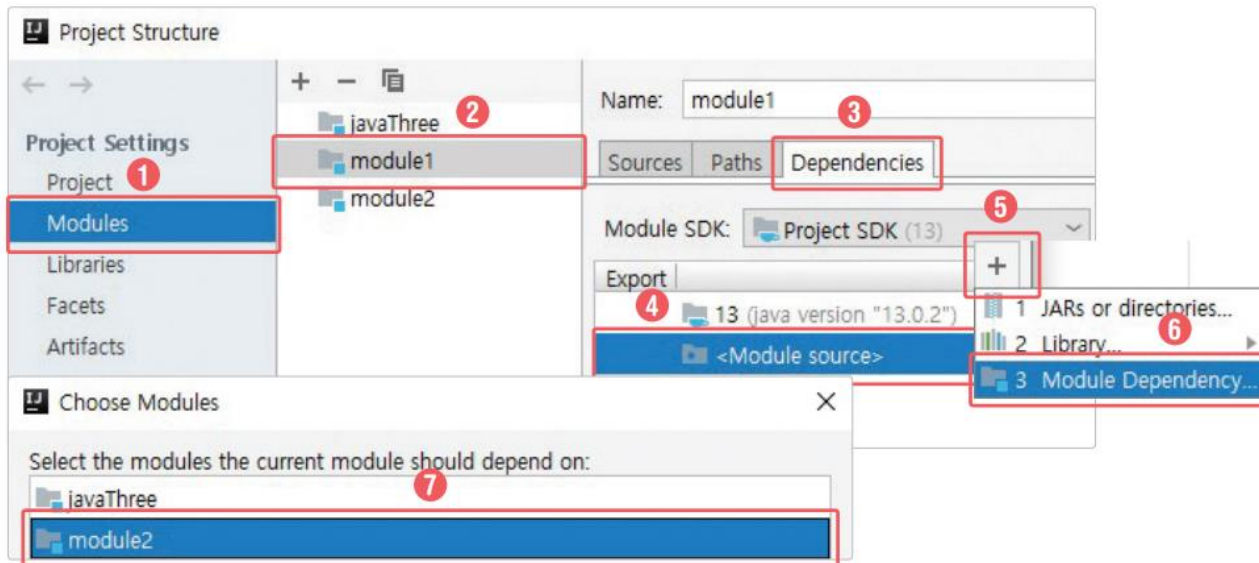 Project Structure
Project Settings
Project
1
Modules
Libraries
Facets
Artifacts
2
javaThree
module1
module2
Name: module1
3
Sources Paths Dependencies
Module SDK: Project SDK (13)
5
+
Export
4
13 (java version "13.0.2")
<Module source>
1 JARs or directories...
6
2 Library...
3 Module Dependency...
Choose Modules
Select the modules the current module should depend on:
7
javaThree
module2